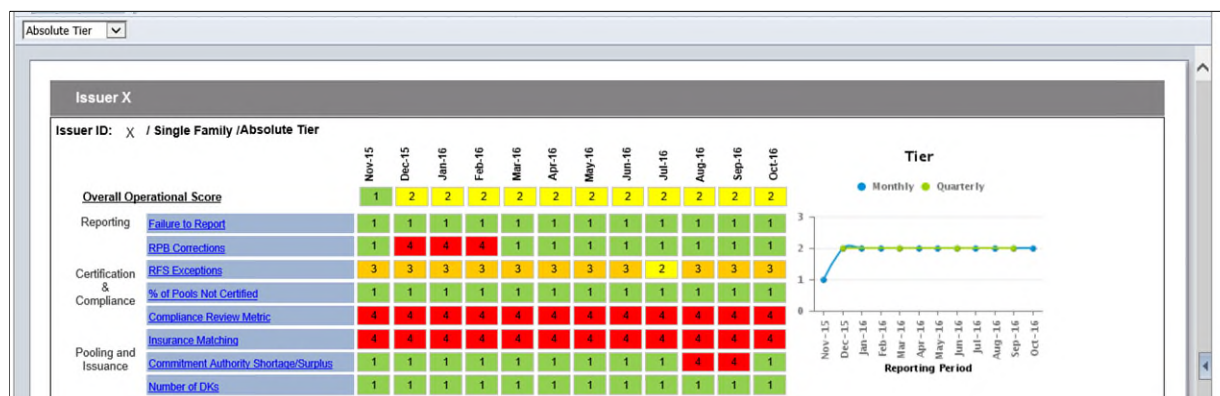 Absolute Tier
Issuer X
Issuer ID: X / Single Family /Absolute Tier
Nov-15 Dec-15 Jan-16 Feb-16 Mar-16 Apr-16 May-16 Jun-16 Jul-16 Aug-16 Sep-16 Oct-16
Overall Operational Score 1 2 2 2 2 2 2 2 2 2 2 2
Reporting
Failure to Report 1 1 1 1 1 1 1 1 1 1 1 1
RPB Corrections 1 4 4 4 1 1 1 1 1 1 1 1
Certification
&
Compliance
RFS Exceptions 3 3 3 3 3 3 3 3 2 3 3 3
% of Pools Not Certified 1 1 1 1 1 1 1 1 1 1 1 1
Compliance Review Metric 4 4 4 4 4 4 4 4 4 4 4 4
Pooling and
Issuance
Insurance Matching 4 4 4 4 4 4 4 4 4 4 4 4
Commitment Authority Shortage/Surplus 1 1 1 1 1 1 1 1 1 4 4 1
Number of DKs 1 1 1 1 1 1 1 1 1 1 1 1
Tier
Monthly Quarterly
3
2
1
0
Nov-15 Dec-15 Jan-16 Feb-16 Mar-16 Apr-16 May-16 Jun-16 Jul-16 Aug-16 Sep-16 Oct-16
Reporting Period